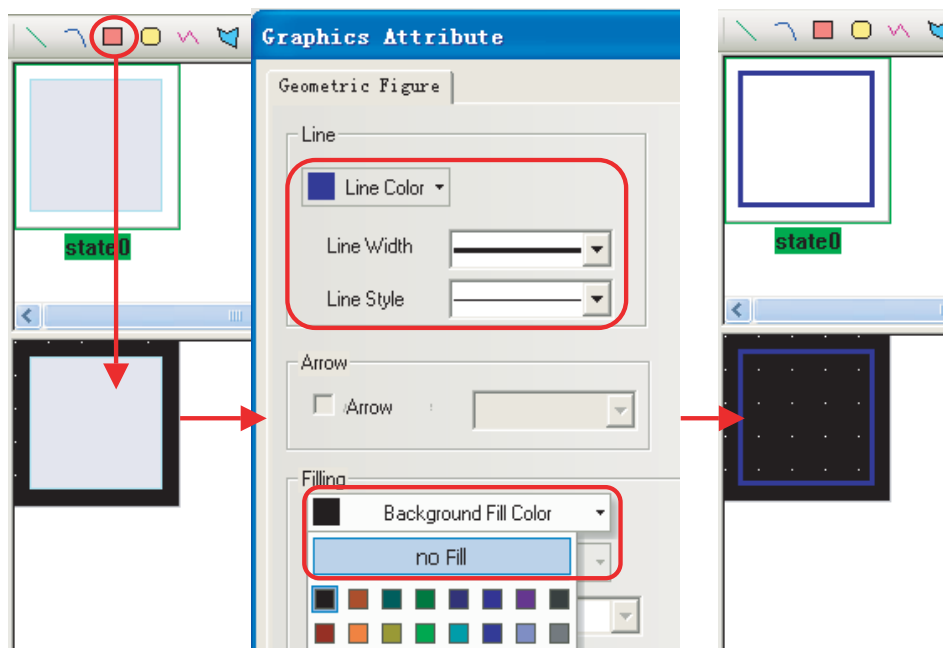 Graphics Attribute
Geometric Figure
Line
Line Color
state0
state0
Line Width
Line Style
Arrow
Arrow
Filling
Background Fill Color
no Fill